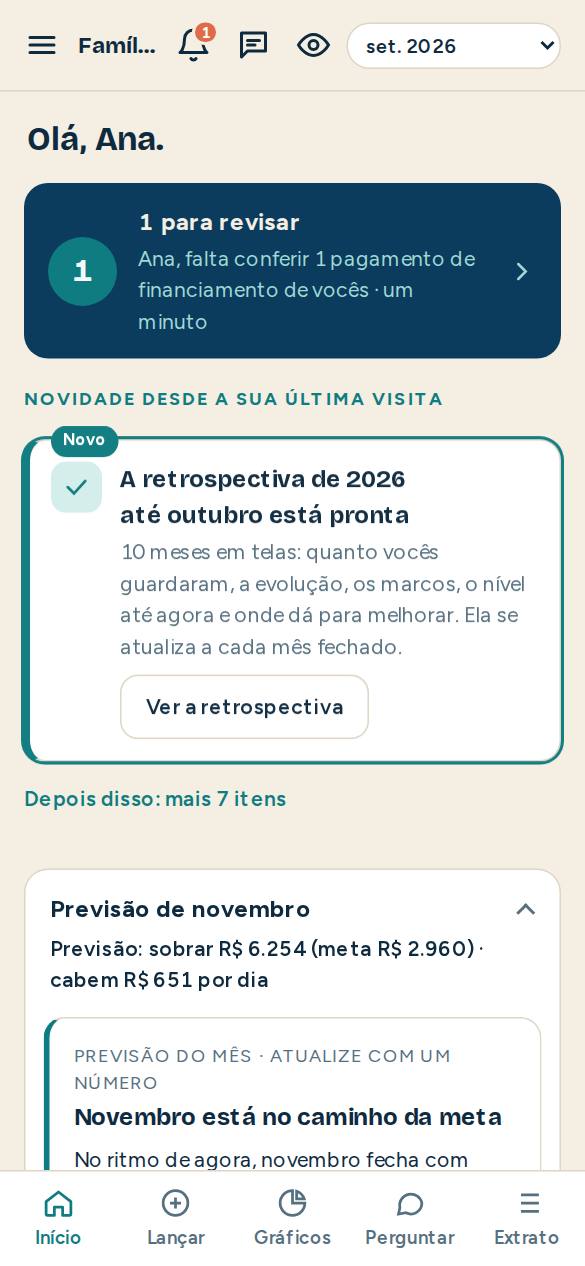 Famíl...
1
set. 2026
Olá, Ana.
1
1 para revisar
Ana, falta conferir 1 pagamento de
financiamento de vocês · um
minuto
NOVIDADE DESDE A SUA ÚLTIMA VISITA
Novo
A retrospectiva de 2026
até outubro está pronta
10 meses em telas: quanto vocês
guardaram, a evolução, os marcos, o nível
até agora e onde dá para melhorar. Ela se
atualiza a cada mês fechado.
Ver a retrospectiva
Depois disso: mais 7 itens
Previsão de novembro
Previsão: sobrar R$ 6.254 (meta R$ 2.960) ·
cabem R$ 651 por dia
PREVISÃO DO MÊS · ATUALIZE COM UM
NÚMERO
Novembro está no caminho da meta
No ritmo de agora, novembro fecha com
Início
Lançar
Gráficos
Perguntar
Extrato